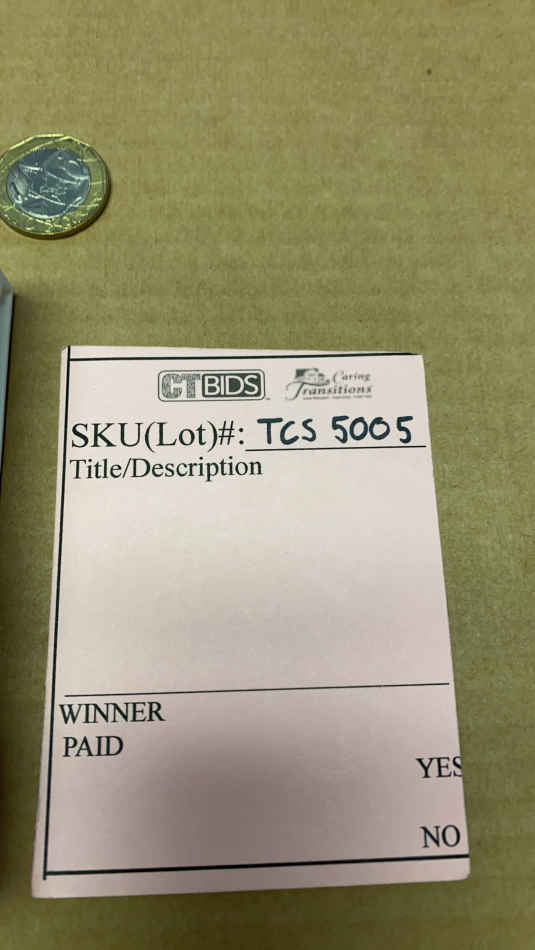 CTBIDS Caring Transitions
SKU(Lot)#: TCS 5005
Title/Description
WINNER
PAID
YES
NO